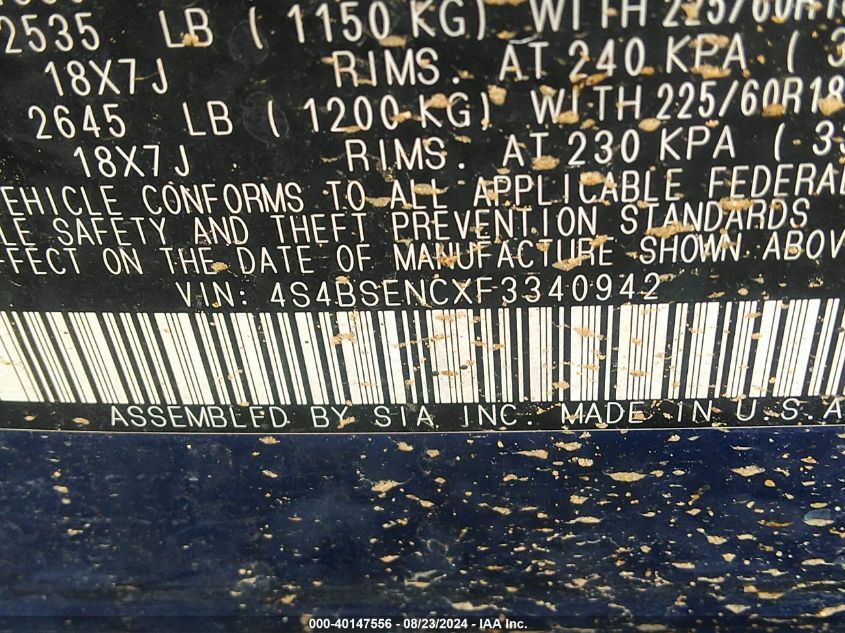 2535 LB ( 1150 KG) WITH 225/60R18
18X7J RIMS. AT 240 KPA ( 3
2645 LB ( 1200 KG) WITH 225/60R18
18X7J RIMS. AT 230 KPA ( 33
EHICLE CONFORMS TO ALL APPLICABLE FEDERAL
LE SAFETY AND THEFT PREVENTION STANDARDS
FFECT ON THE DATE OF MANUFACTURE SHOWN ABOV
VIN: 4S4BSENCXF3340942
ASSEMBLED BY SIA INC. MADE IN U.S.A
000-40147556 - 08/23/2024 - IAA Inc.